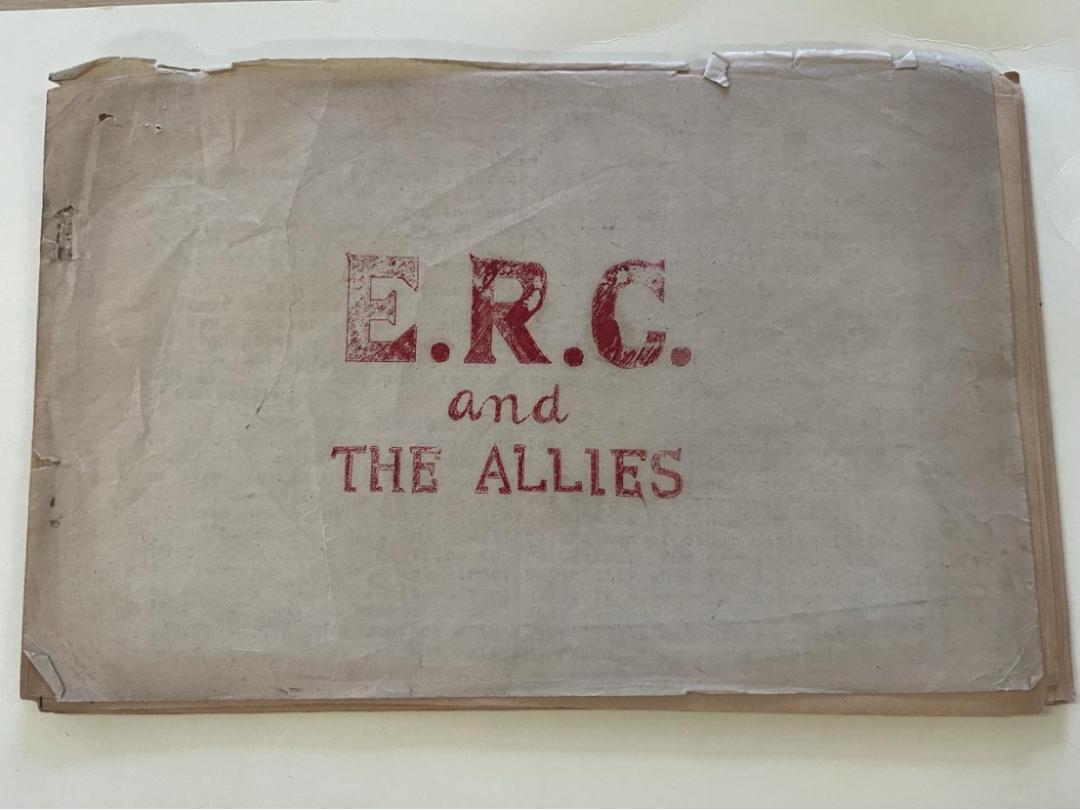 E.R.C.
and
THE ALLIES